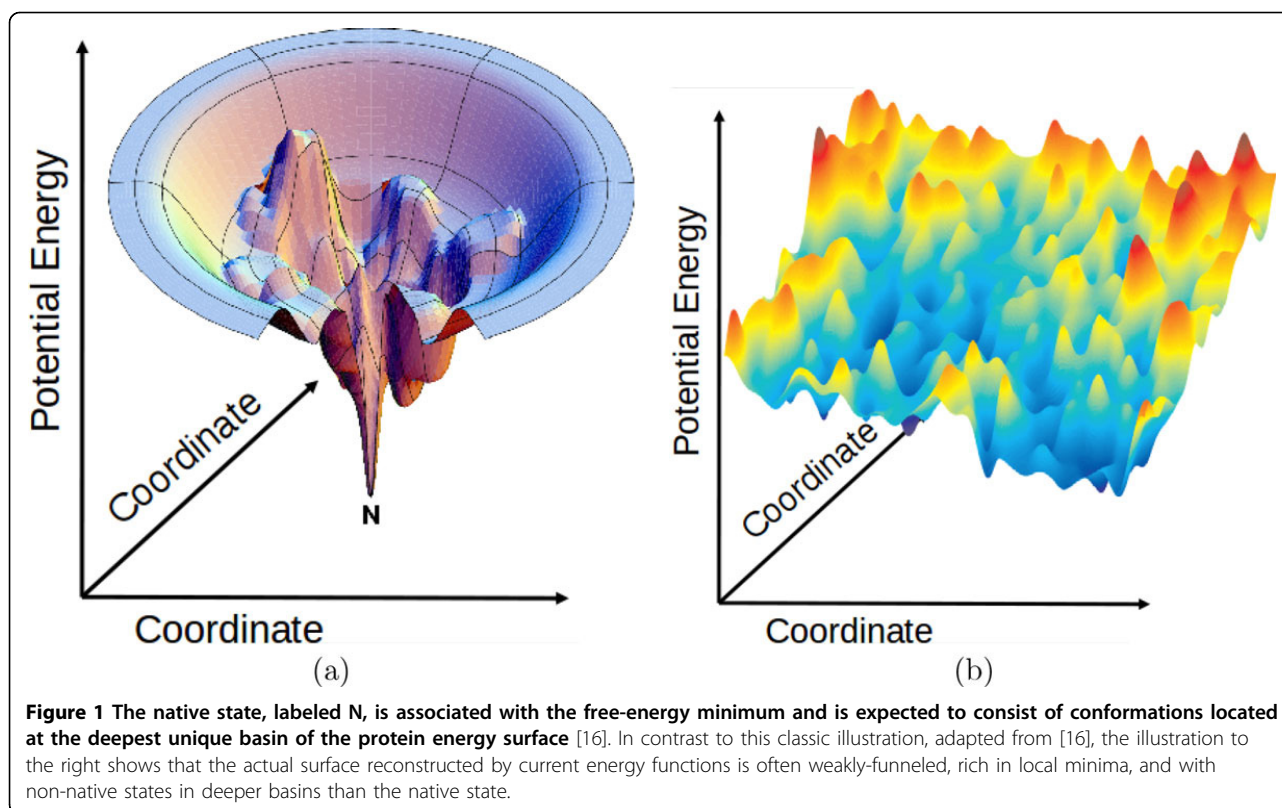 Potential Energy
Coordinate
N
Coordinate
(a)
Potential Energy
Coordinate
Coordinate
(b)
Figure 1 The native state, labeled N, is associated with the free-energy minimum and is expected to consist of conformations located
at the deepest unique basin of the protein energy surface [16]. In contrast to this classic illustration, adapted from [16], the illustration to
the right shows that the actual surface reconstructed by current energy functions is often weakly-funneled, rich in local minima, and with
non-native states in deeper basins than the native state.